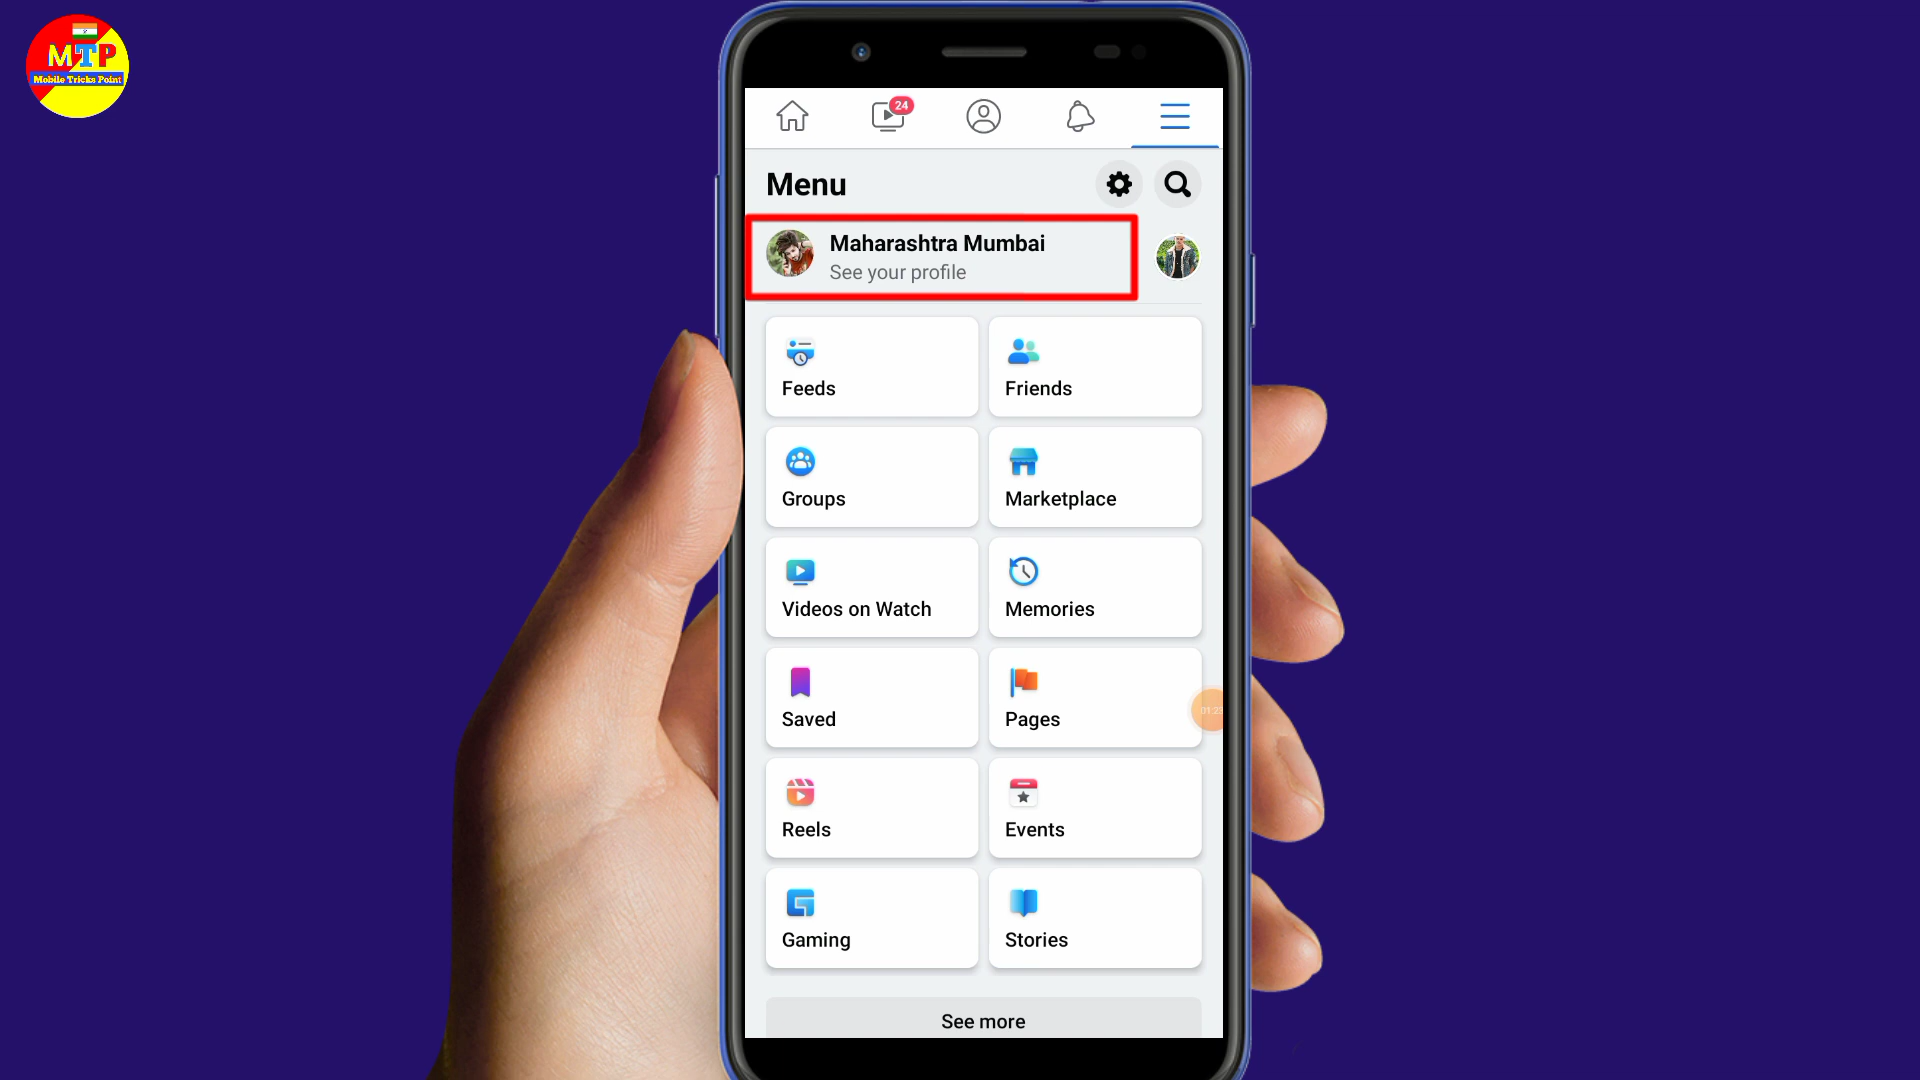 MTP
Mobile Tricks Point
24
Menu
Maharashtra Mumbai
See your profile
Feeds
Friends
Groups
Marketplace
Videos on Watch
Memories
Saved
Pages
Reels
Events
Gaming
Stories
See more